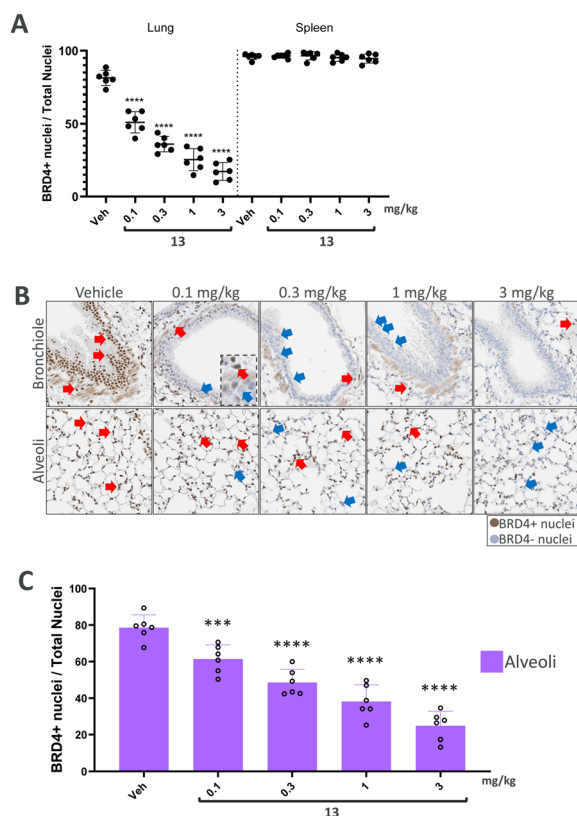 A
Lung Spleen
BRD4+ nuclei / Total Nuclei
100
50
0
**** **** **** ****
Veh 0.1 0.3 1 3 Veh 0.1 0.3 1 3 mg/kg
13 13
B
Vehicle 0.1 mg/kg 0.3 mg/kg 1 mg/kg 3 mg/kg
Bronchiole
Alveoli
BRD4+ nuclei
BRD4- nuclei
C
BRD4+ nuclei / Total Nuclei
100
80
60
40
20
0
*** **** **** ****
Alveoli
Veh 0.1 0.3 1 3 mg/kg
13